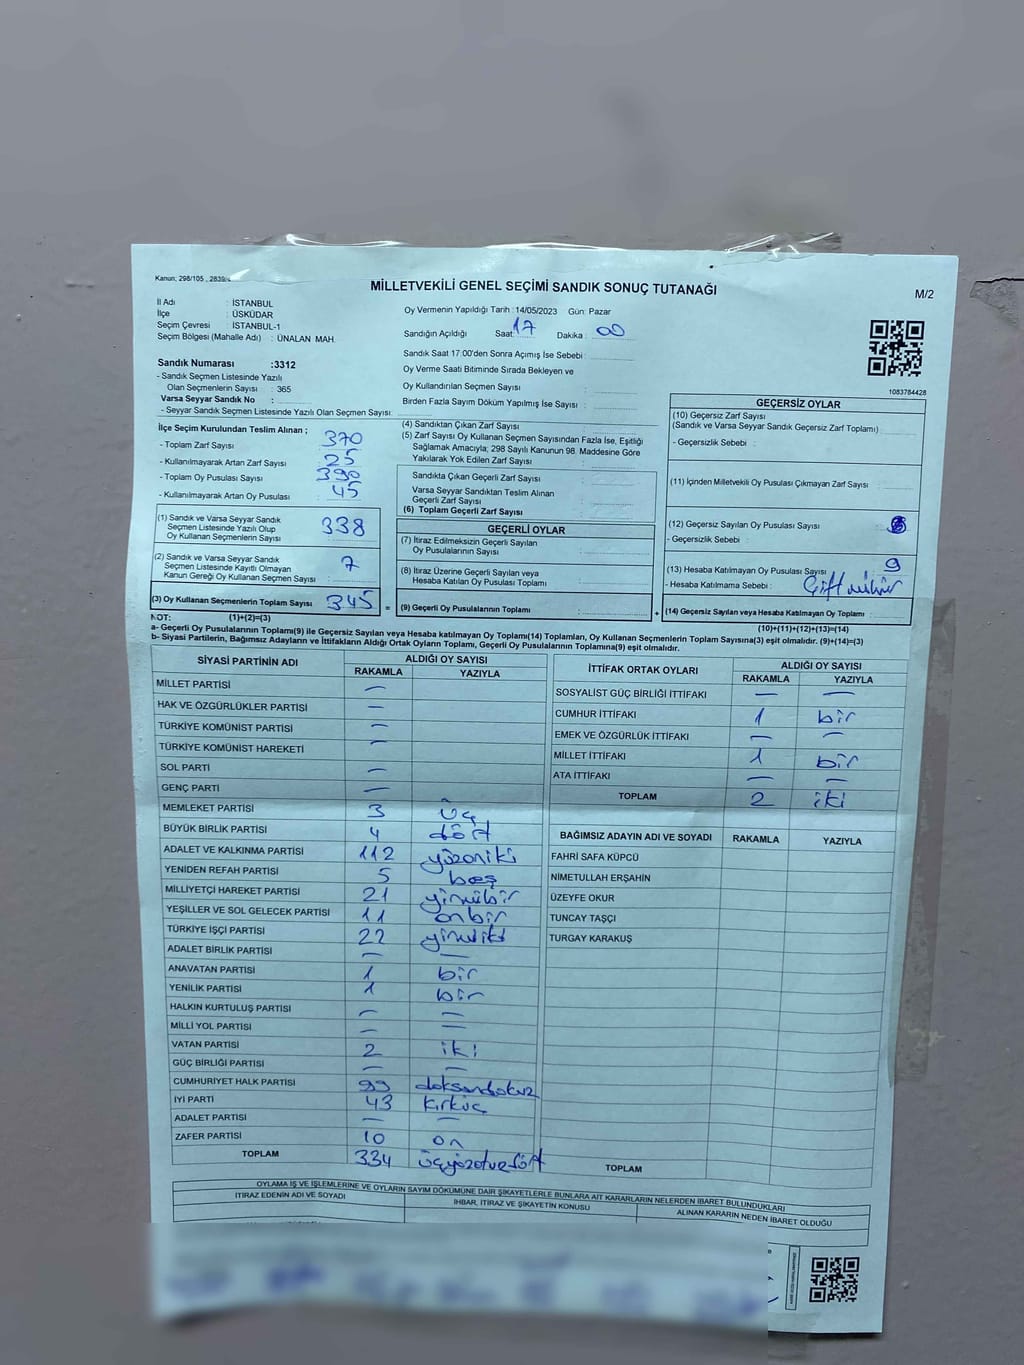 Kanun; 298/105 , 2839/
MİLLETVEKİLİ GENEL SEÇİMİ SANDIK SONUÇ TUTANAĞI
M/2
İl Adı : İSTANBUL
İlçe : ÜSKÜDAR
Seçim Çevresi : İSTANBUL-1
Seçim Bölgesi (Mahalle Adı) : ÜNALAN MAH.
Sandık Numarası :3312
- Sandık Seçmen Listesinde Yazılı
Olan Seçmenlerin Sayısı : 365
Varsa Seyyar Sandık No :
- Seyyar Sandık Seçmen Listesinde Yazılı Olan Seçmen Sayısı:
Oy Vermenin Yapıldığı Tarih :14/05/2023 Gün: Pazar
Sandığın Açıldığı Saat: 17 Dakika : 00
Sandık Saat 17:00'den Sonra Açılmış İse Sebebi :
Oy Verme Saati Bitiminde Sırada Bekleyen ve
Oy Kullandırılan Seçmen Sayısı :
Birden Fazla Sayım Döküm Yapılmış İse Sayısı :
1083784428
İlçe Seçim Kurulundan Teslim Alınan ;
- Toplam Zarf Sayısı : 370
- Kullanılmayarak Artan Zarf Sayısı : 25
- Toplam Oy Pusulası Sayısı : 390
- Kullanılmayarak Artan Oy Pusulası : 45
(1) Sandık ve Varsa Seyyar Sandık
Seçmen Listesinde Yazılı Olup
Oy Kullanan Seçmenlerin Sayısı : 338
(2) Sandık ve Varsa Seyyar Sandık
Seçmen Listesinde Kayıtlı Olmayan
Kanun Gereği Oy Kullanan Seçmen Sayısı : 7
(3) Oy Kullanan Seçmenlerin Toplam Sayısı : 345 =
(1)+(2)=(3)
(4) Sandıktan Çıkan Zarf Sayısı :
(5) Zarf Sayısı Oy Kullanan Seçmen Sayısından Fazla İse, Eşitliği
Sağlamak Amacıyla; 298 Sayılı Kanunun 98. Maddesine Göre
Yakılarak Yok Edilen Zarf Sayısı :
Sandıkta Çıkan Geçerli Zarf Sayısı :
Varsa Seyyar Sandıktan Teslim Alınan
Geçerli Zarf Sayısı :
(6) Toplam Geçerli Zarf Sayısı :
GEÇERLİ OYLAR
(7) İtiraz Edilmeksizin Geçerli Sayılan
Oy Pusulalarının Sayısı :
(8) İtiraz Üzerine Geçerli Sayılan veya
Hesaba Katılan Oy Pusulası Toplamı :
(9) Geçerli Oy Pusulalarının Toplamı : +
GEÇERSİZ OYLAR
(10) Geçersiz Zarf Sayısı
(Sandık ve Varsa Seyyar Sandık Geçersiz Zarf Toplamı) :
- Geçersizlik Sebebi :
(11) İçinden Milletvekili Oy Pusulası Çıkmayan Zarf Sayısı :
(12) Geçersiz Sayılan Oy Pusulası Sayısı :
- Geçersizlik Sebebi :
(13) Hesaba Katılmayan Oy Pusulası Sayısı : 9
- Hesaba Katılmama Sebebi : Çift mühür
(14) Geçersiz Sayılan veya Hesaba Katılmayan Oy Toplamı :
(10)+(11)+(12)+(13)=(14)
NOT:
a- Geçerli Oy Pusulalarının Toplamı(9) ile Geçersiz Sayılan veya Hesaba katılmayan Oy Toplamı(14) Toplamları, Oy Kullanan Seçmenlerin Toplam Sayısına(3) eşit olmalıdır. (9)+(14)=(3)
b- Siyasi Partilerin, Bağımsız Adayların ve İttifakların Aldığı Ortak Oyların Toplamı, Geçerli Oy Pusulalarının Toplamına(9) eşit olmalıdır.
SİYASİ PARTİNİN ADI ALDIĞI OY SAYISI
RAKAMLA YAZIYLA
MİLLET PARTİSİ —
HAK VE ÖZGÜRLÜKLER PARTİSİ —
TÜRKİYE KOMÜNİST PARTİSİ —
TÜRKİYE KOMÜNİST HAREKETİ —
SOL PARTİ —
GENÇ PARTİ —
MEMLEKET PARTİSİ 3 üç
BÜYÜK BİRLİK PARTİSİ 4 dört
ADALET VE KALKINMA PARTİSİ 112 yüzoniki
YENİDEN REFAH PARTİSİ 5 beş
MİLLİYETÇİ HAREKET PARTİSİ 21 yirmibir
YEŞİLLER VE SOL GELECEK PARTİSİ 11 onbir
TÜRKİYE İŞÇİ PARTİSİ 22 yirmiiki
ADALET BİRLİK PARTİSİ — —
ANAVATAN PARTİSİ 1 bir
YENİLİK PARTİSİ 1 bir
HALKIN KURTULUŞ PARTİSİ — —
MİLLİ YOL PARTİSİ — —
VATAN PARTİSİ 2 iki
GÜÇ BİRLİĞİ PARTİSİ — —
CUMHURİYET HALK PARTİSİ 99 doksandokuz
İYİ PARTİ 43 kırküç
ADALET PARTİSİ — —
ZAFER PARTİSİ 10 on
TOPLAM 334 üçyüzotuzdört
İTTİFAK ORTAK OYLARI ALDIĞI OY SAYISI
RAKAMLA YAZIYLA
SOSYALİST GÜÇ BİRLİĞİ İTTİFAKI — —
CUMHUR İTTİFAKI 1 bir
EMEK VE ÖZGÜRLÜK İTTİFAKI — —
MİLLET İTTİFAKI 1 bir
ATA İTTİFAKI — —
TOPLAM 2 iki
BAĞIMSIZ ADAYIN ADI VE SOYADI RAKAMLA YAZIYLA
FAHRİ SAFA KÜPCÜ
NİMETULLAH ERŞAHİN
ÜZEYFE OKUR
TUNCAY TAŞÇI
TURGAY KARAKUŞ
TOPLAM
OYLAMA İŞ VE İŞLEMLERİNE VE OYLARIN SAYIM DÖKÜMÜNE DAİR ŞİKAYETLERLE BUNLARA AİT KARARLARIN NELERDEN İBARET BULUNDUKLARI
İTİRAZ EDENİN ADI VE SOYADI İHBAR, İTİRAZ VE ŞİKAYETİN KONUSU ALINAN KARARIN NEDEN İBARET OLDUĞU